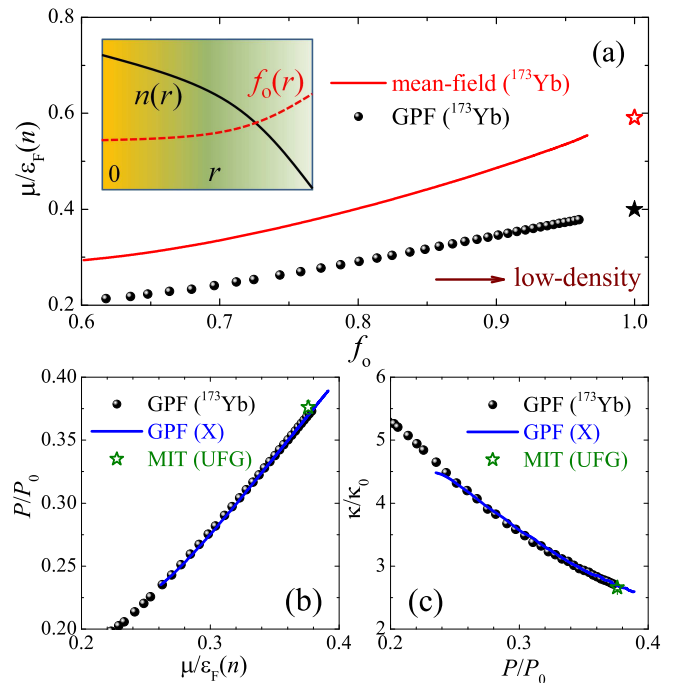 0.8
0.6
0.4
0.2
μ/ε_F(n)
(a)
n(r)
f_o(r)
0
r
mean-field (¹⁷³Yb)
GPF (¹⁷³Yb)
low-density
0.6 0.7 0.8 0.9 1.0
f_o
0.40
0.35
0.30
0.25
0.20
P/P₀
GPF (¹⁷³Yb)
GPF (X)
MIT (UFG)
(b)
0.2 0.3 0.4
μ/ε_F(n)
6
5
4
3
2
κ/κ₀
GPF (¹⁷³Yb)
GPF (X)
MIT (UFG)
(c)
0.2 0.3 0.4
P/P₀